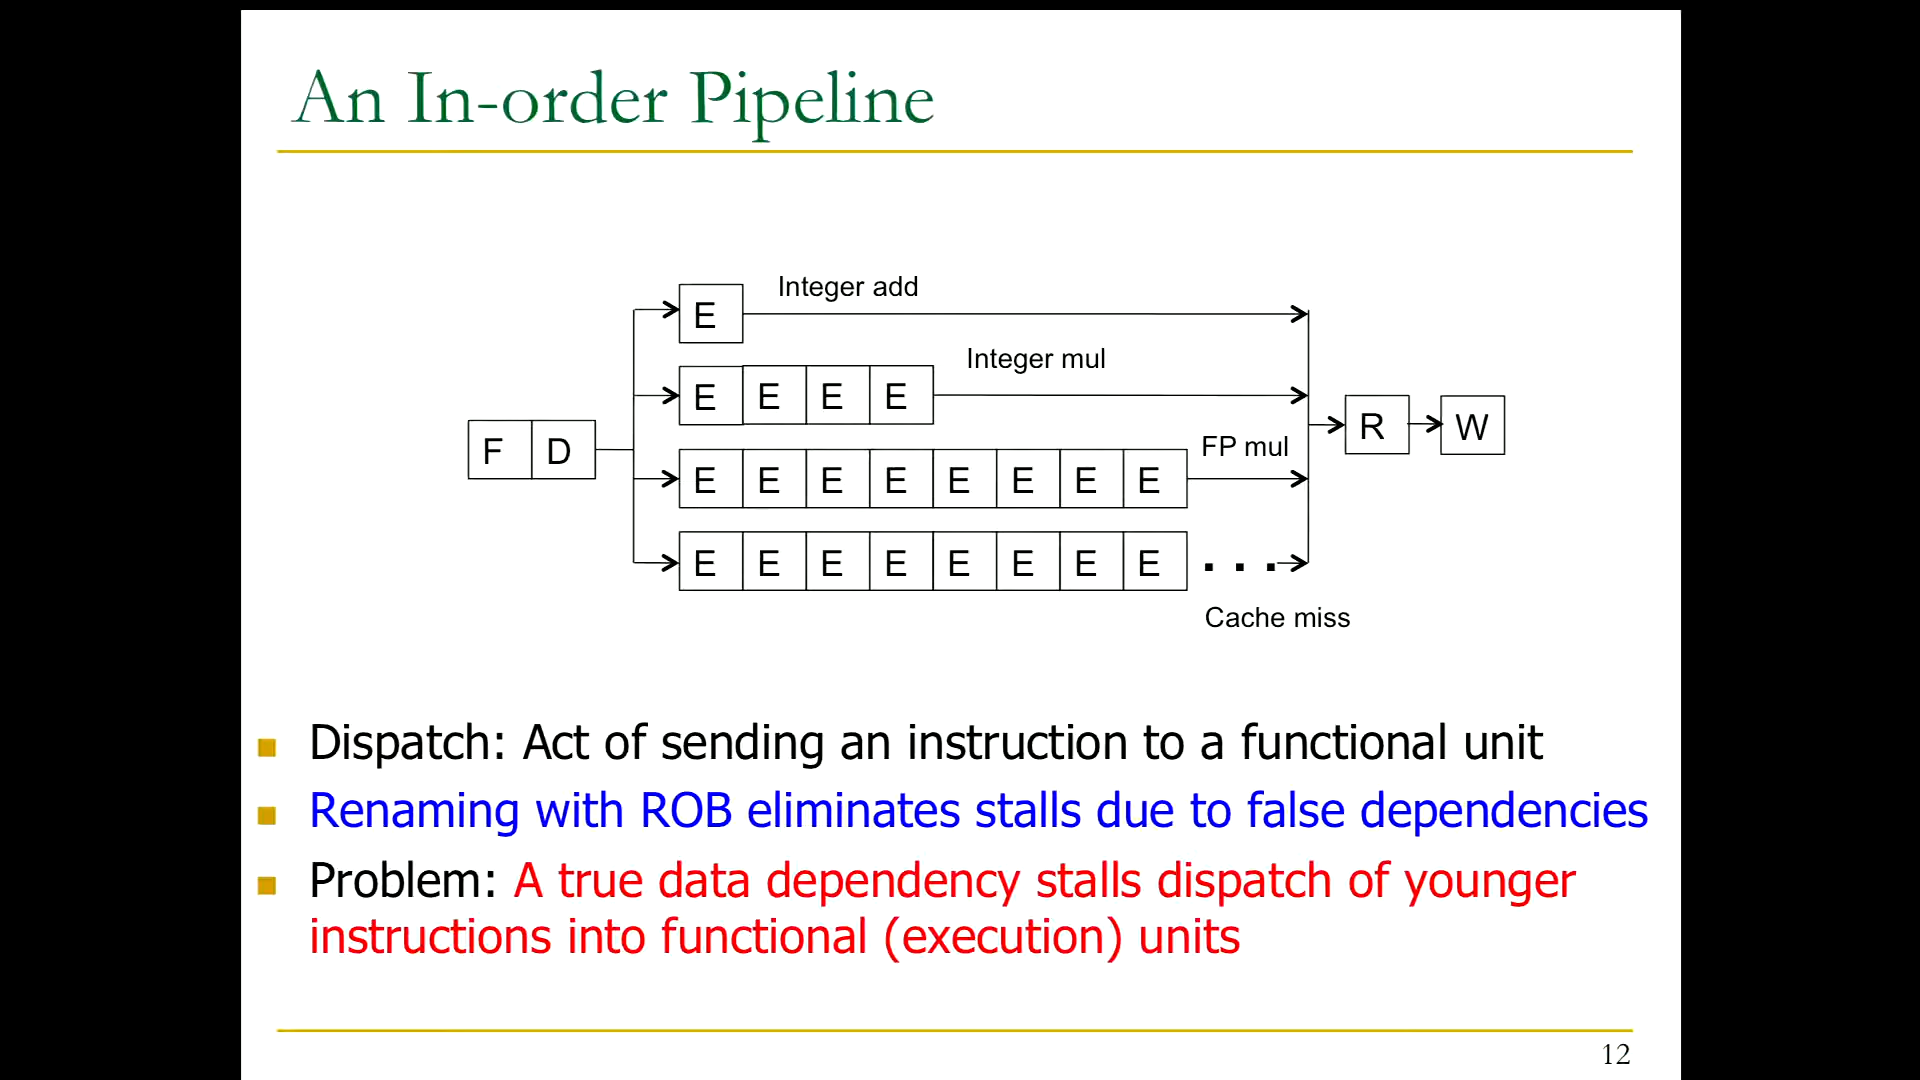 An In-order Pipeline
Integer add
E
Integer mul
E E E E
F D
FP mul
E E E E E E E E
R W
E E E E E E E E . . .
Cache miss
Dispatch: Act of sending an instruction to a functional unit
Renaming with ROB eliminates stalls due to false dependencies
Problem: A true data dependency stalls dispatch of younger
instructions into functional (execution) units
12